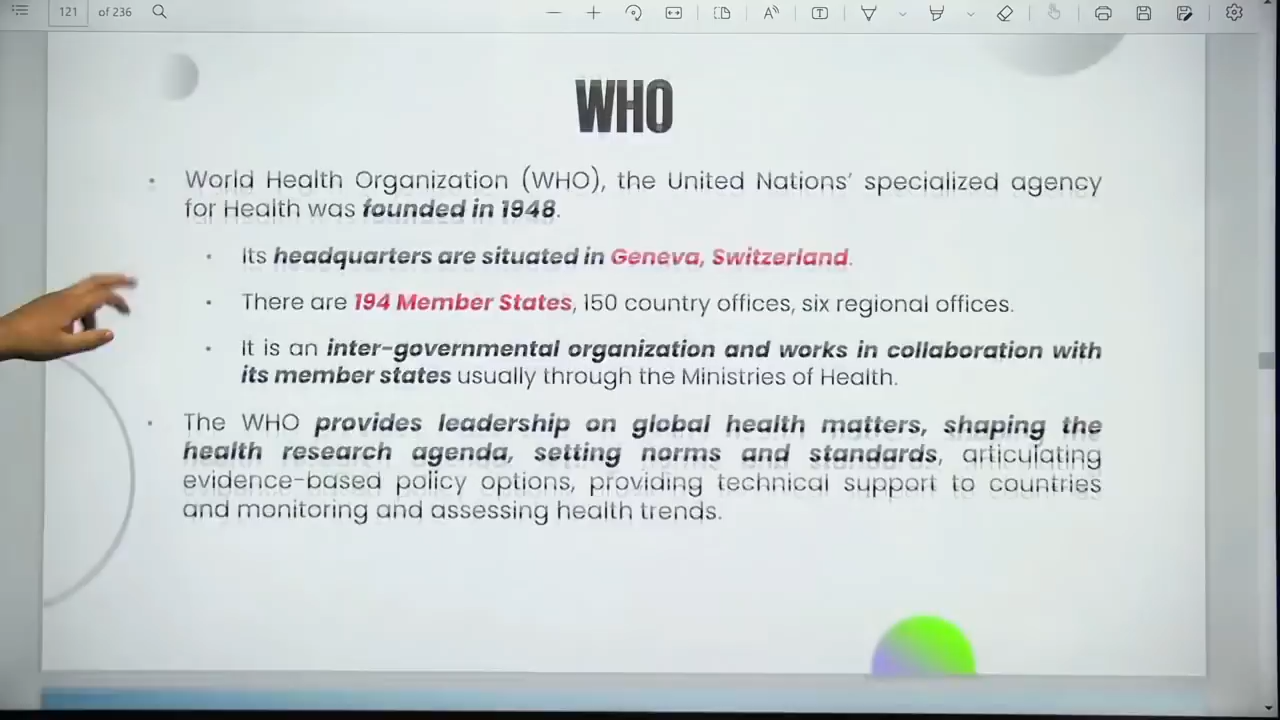 121 of 236
WHO
World Health Organization (WHO), the United Nations' specialized agency
for Health was founded in 1948.
Its headquarters are situated in Geneva, Switzerland.
There are 194 Member States, 150 country offices, six regional offices.
It is an inter-governmental organization and works in collaboration with
its member states usually through the Ministries of Health.
The WHO provides leadership on global health matters, shaping the
health research agenda, setting norms and standards, articulating
evidence-based policy options, providing technical support to countries
and monitoring and assessing health trends.